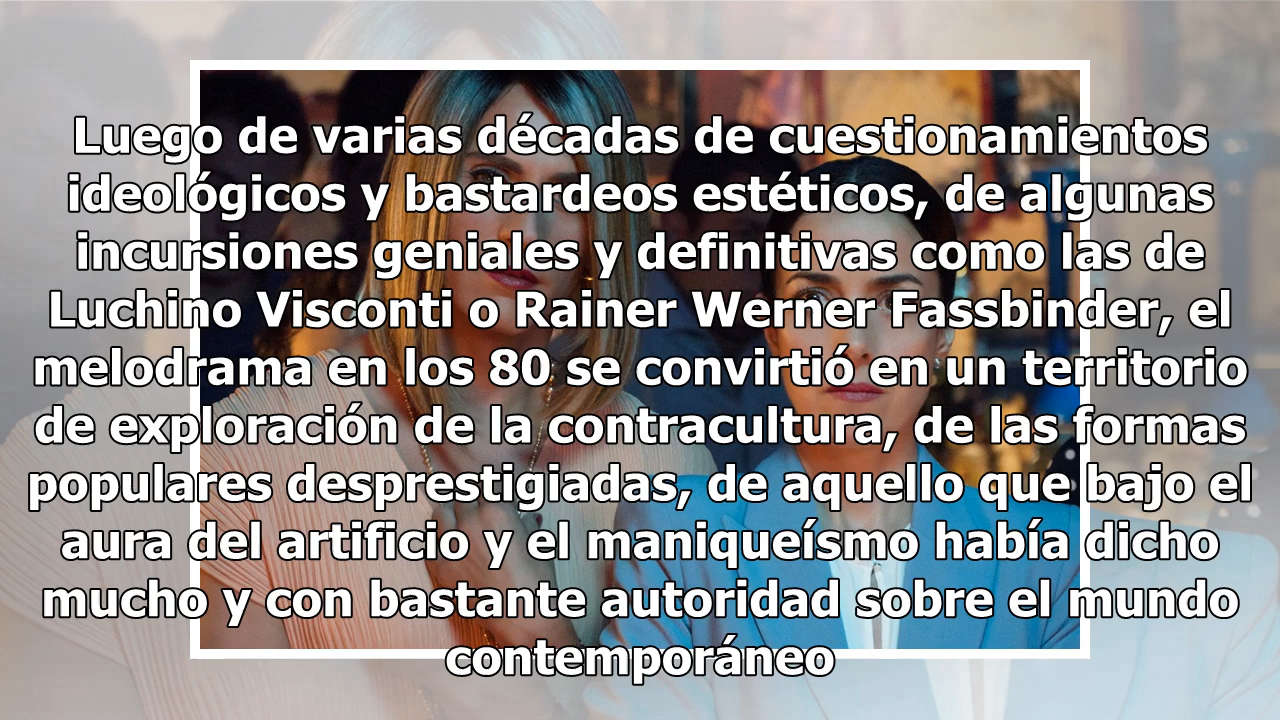 Luego de varias décadas de cuestionamientos
ideológicos y bastardeos estéticos, de algunas
incursiones geniales y definitivas como las de
Luchino Visconti o Rainer Werner Fassbinder, el
melodrama en los 80 se convirtió en un territorio
de exploración de la contracultura, de las formas
populares desprestigiadas, de aquello que bajo el
aura del artificio y el maniqueísmo había dicho
mucho y con bastante autoridad sobre el mundo
contemporáneo